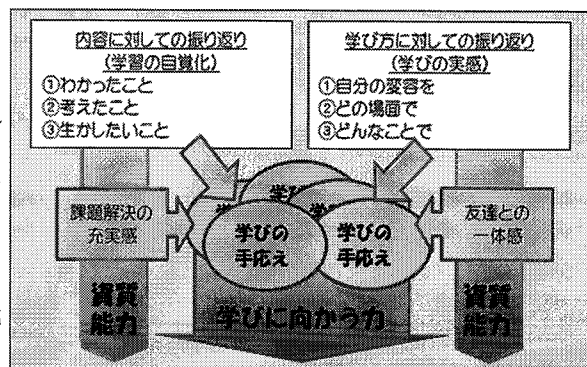 内容に対しての振り返り
(学習の自覚化)
①わかったこと
②考えたこと
③生かしたいこと
学び方に対しての振り返り
(学びの実感)
①自分の変容を
②どの場面で
③どんなことで
課題解決の
充実感
学びの
手応え
学びの
手応え
友達との
一体感
資質
能力
学びに向かう力
資質
能力